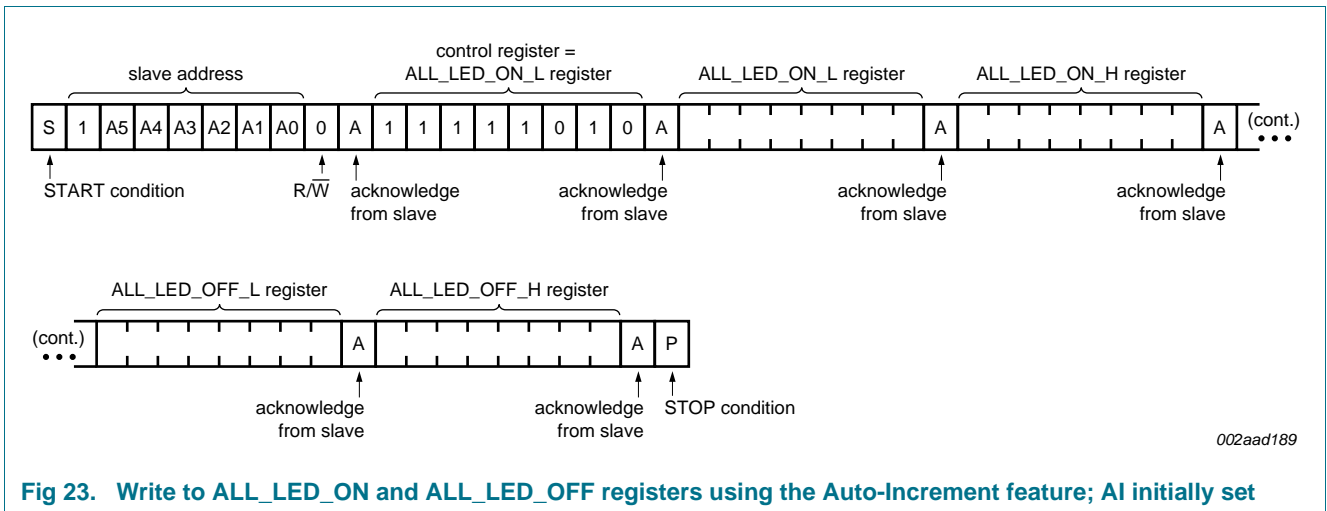 control register =
slave address ALL_LED_ON_L register ALL_LED_ON_L register ALL_LED_ON_H register
S 1 A5 A4 A3 A2 A1 A0 0 A 1 1 1 1 1 0 1 0 A A A (cont.)
START condition R/W̅ acknowledge acknowledge acknowledge acknowledge
from slave from slave from slave from slave
ALL_LED_OFF_L register ALL_LED_OFF_H register
(cont.) A A P
acknowledge acknowledge STOP condition
from slave from slave
002aad189
Fig 23. Write to ALL_LED_ON and ALL_LED_OFF registers using the Auto-Increment feature; AI initially set